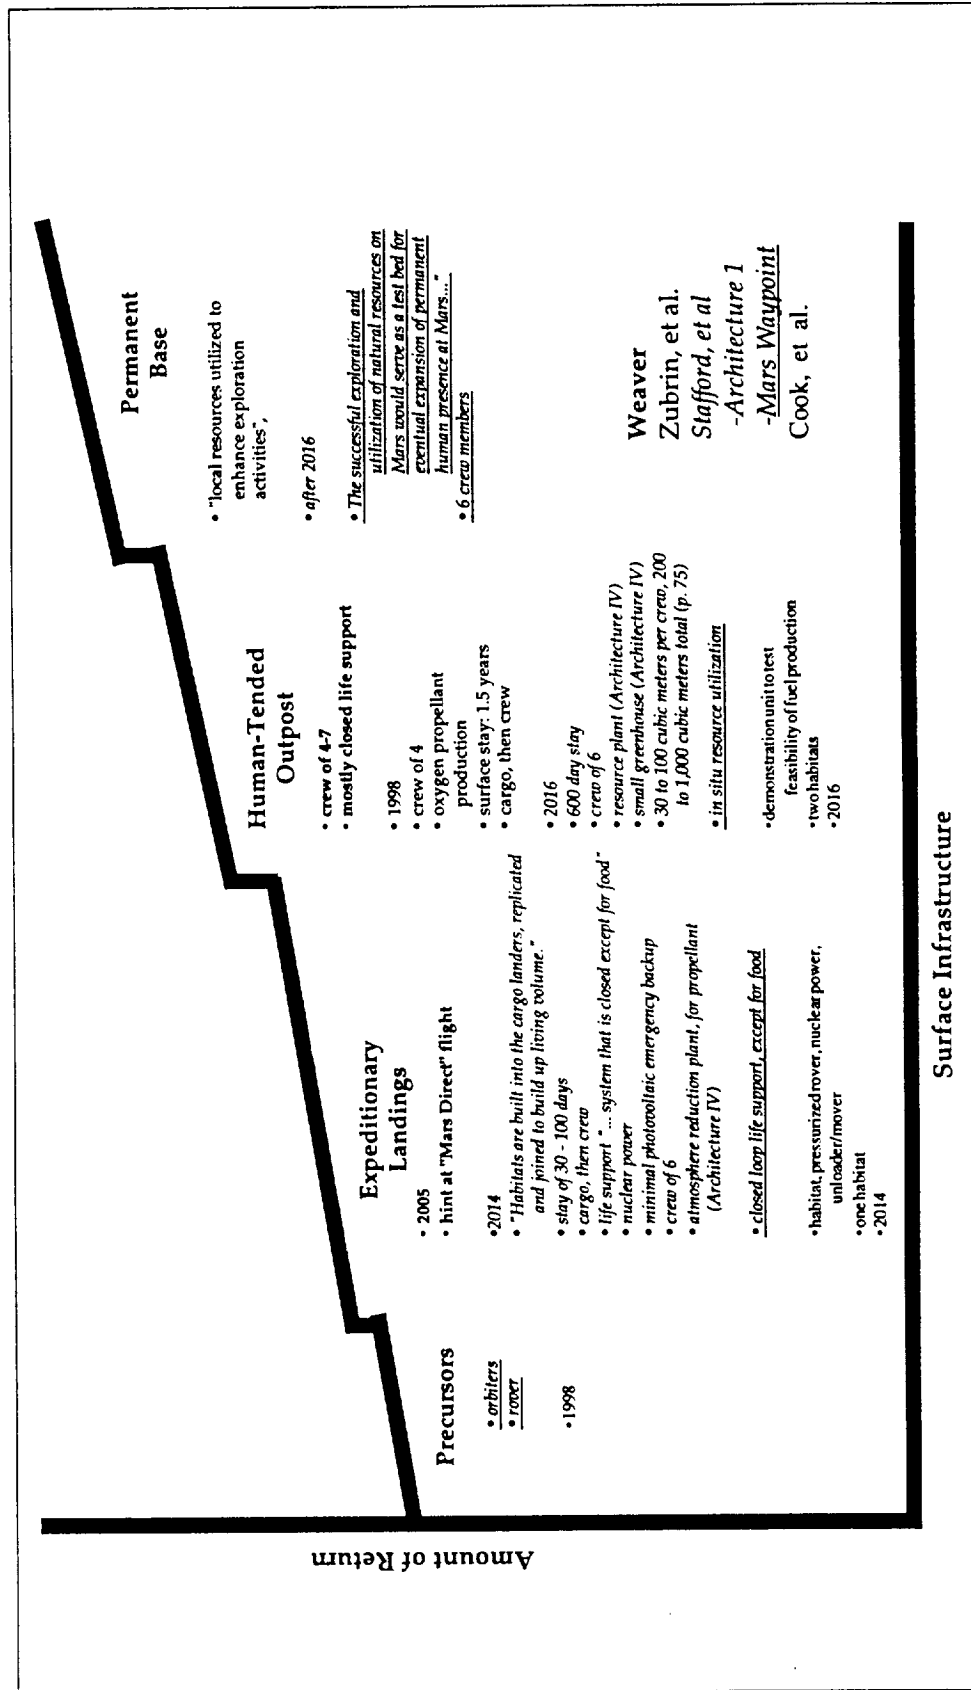 Amount of Return
Precursors
• orbiters
• rover
•1998
Expeditionary
Landings
• 2005
• hint at "Mars Direct" flight
•2014
• "Habitats are built into the cargo landers, replicated
and joined to build up living volume."
• stay of 30 - 100 days
• cargo, then crew
• life support "... system that is closed except for food"
• nuclear power
• minimal photovoltaic emergency backup
• crew of 6
• atmosphere reduction plant, for propellant
(Architecture IV)
• closed loop life support, except for food
•habitat, pressurized rover, nuclear power,
unloader/mover
•one habitat
•2014
Human-Tended
Outpost
• crew of 4-7
• mostly closed life support
• 1998
• crew of 4
• oxygen propellant
production
• surface stay: 1.5 years
• cargo, then crew
• 2016
• 600 day stay
• crew of 6
• resource plant (Architecture IV)
• small greenhouse (Architecture IV)
• 30 to 100 cubic meters per crew, 200
to 1,000 cubic meters total (p. 75)
• in situ resource utilization
•demonstration unit to test
feasibility of fuel production
•two habitats
•2016
Permanent
Base
• "local resources utilized to
enhance exploration
activities",
• after 2016
• The successful exploration and
utilization of natural resources on
Mars would serve as a test bed for
eventual expansion of permanent
human presence at Mars..."
• 6 crew members
Weaver
Zubrin, et al.
Stafford, et al
-Architecture 1
-Mars Waypoint
Cook, et al.
Surface Infrastructure